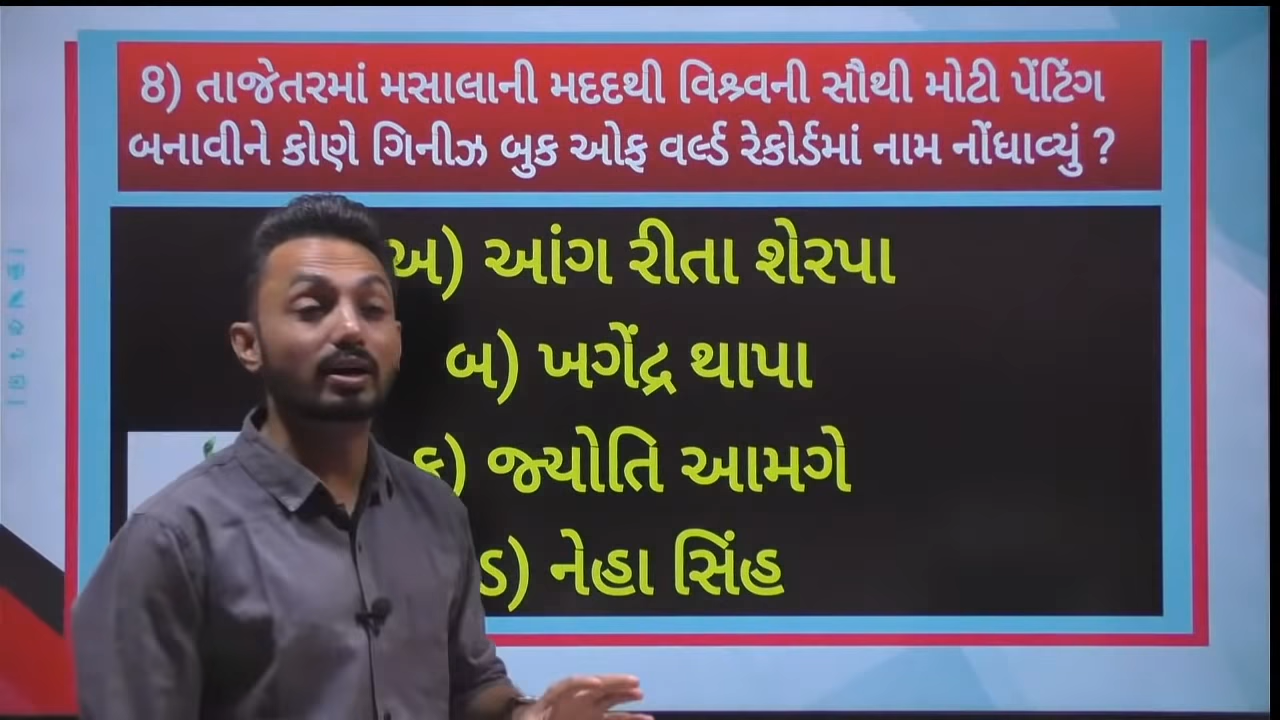 8) તાજેતરમાં મસાલાની મદદથી વિશ્ર્વની સૌથી મોટી પેંટિંગ
બનાવીને કોણે ગિનીઝ બુક ઓફ વર્લ્ડ રેકોર્ડમાં નામ નોંધાવ્યું ?
અ) આંગ રીતા શેરપા
બ) ખગેંદ્ર થાપા
ક) જ્યોતિ આમગે
ડ) નેહા સિંહ